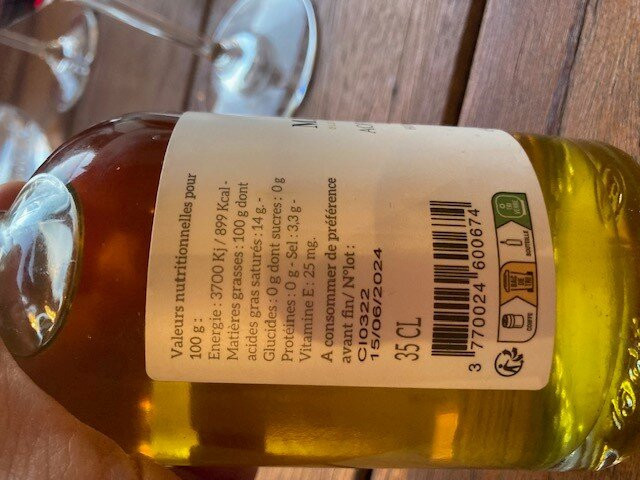 Valeurs nutritionnelles pour
100 g :
Energie : 3700 Kj / 899 Kcal -
Matières grasses : 100 g dont
acides gras saturés : 14 g. -
Glucides : 0 g dont sucres : 0 g
Protéines : 0 g - Sel : 3,3 g -
Vitamine E : 25 mg.
A consommer de préférence
avant fin/ N°lot :
CI0322
15/06/2024
35 CL
3 770024 600674
BOUTEILLE